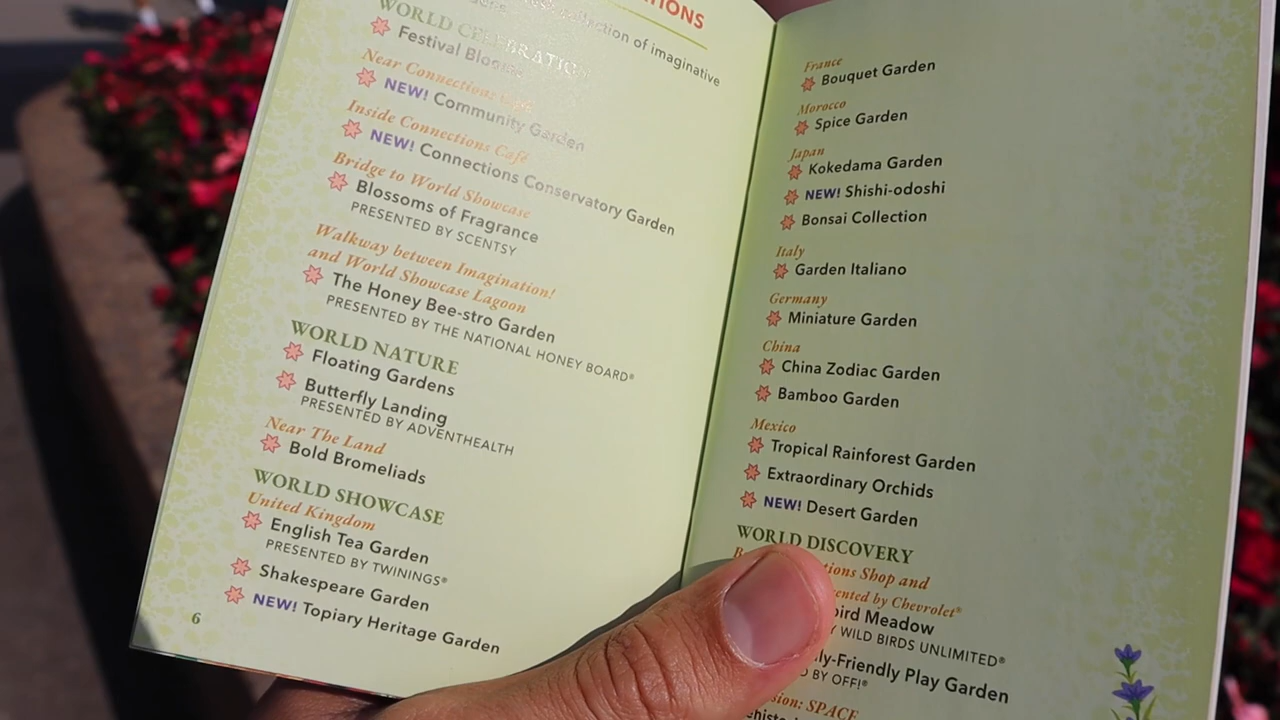 collection of imaginative
WORLD CELEBRATION
Festival Blooms
Near Connections Café
NEW! Community Garden
Inside Connections Café
NEW! Connections Conservatory Garden
Bridge to World Showcase
Blossoms of Fragrance
PRESENTED BY SCENTSY
Walkway between Imagination!
and World Showcase Lagoon
The Honey Bee-stro Garden
PRESENTED BY THE NATIONAL HONEY BOARD®
WORLD NATURE
Floating Gardens
Butterfly Landing
PRESENTED BY ADVENTHEALTH
Near The Land
Bold Bromeliads
WORLD SHOWCASE
United Kingdom
English Tea Garden
PRESENTED BY TWININGS®
Shakespeare Garden
NEW! Topiary Heritage Garden
6
France
Bouquet Garden
Morocco
Spice Garden
Japan
Kokedama Garden
NEW! Shishi-odoshi
Bonsai Collection
Italy
Garden Italiano
Germany
Miniature Garden
China
China Zodiac Garden
Bamboo Garden
Mexico
Tropical Rainforest Garden
Extraordinary Orchids
NEW! Desert Garden
WORLD DISCOVERY
Shop and
by Chevrolet®
Meadow
WILD BIRDS UNLIMITED®
Play Garden
BY OFF!®
SPACE